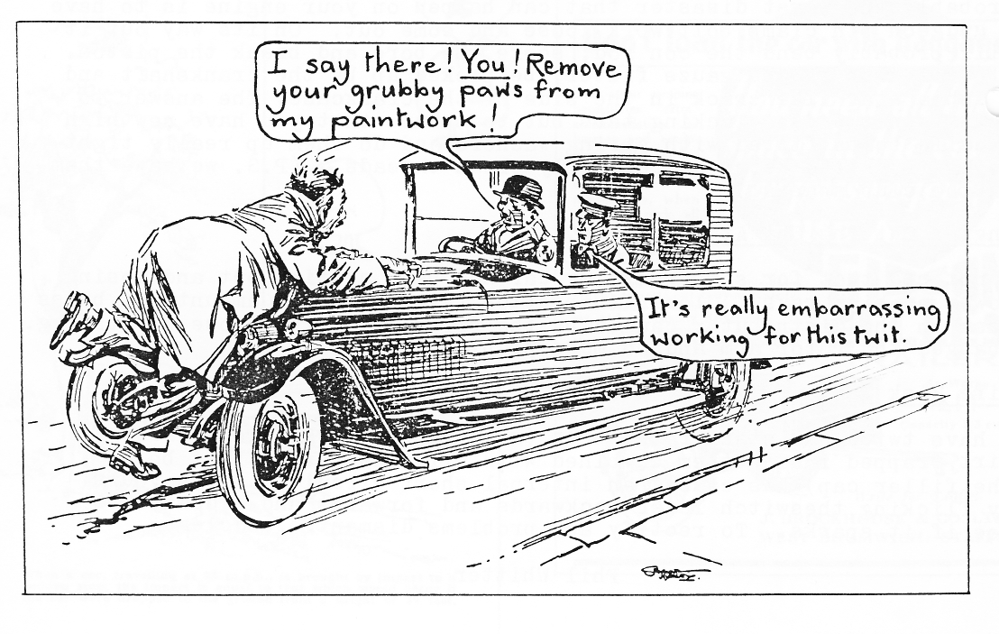 I say there! You! Remove
your grubby paws from
my paintwork!
It's really embarrassing
working for this twit.